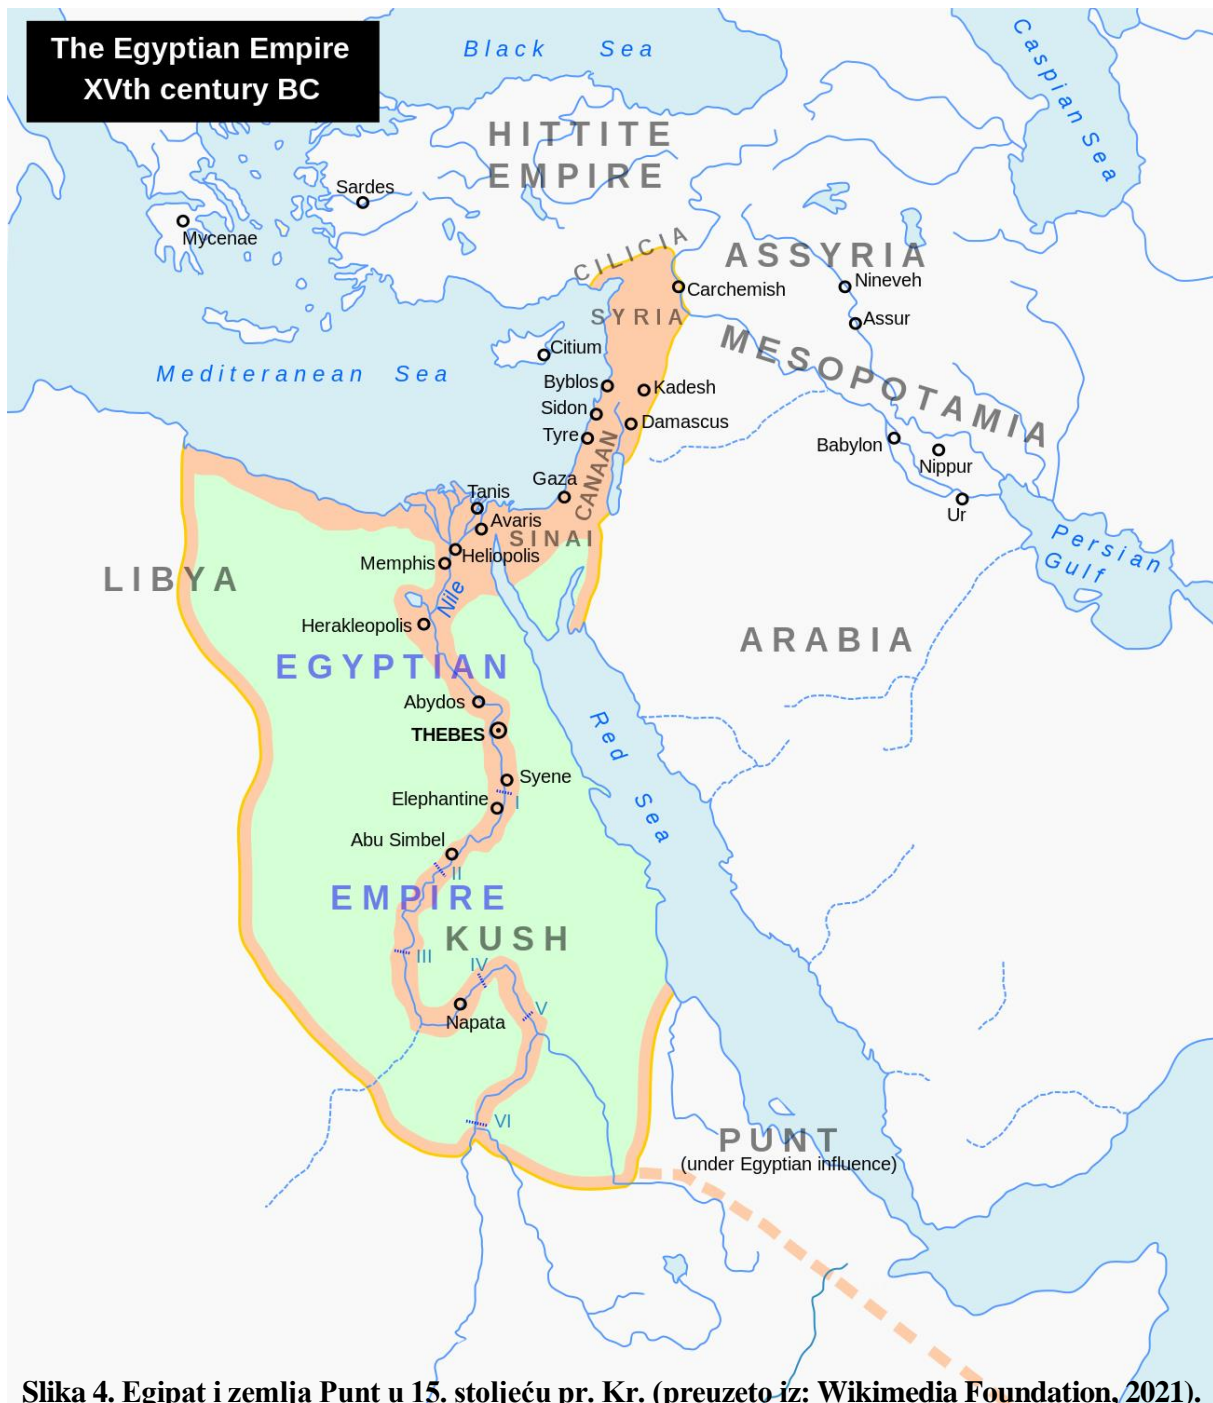 The Egyptian Empire
XVth century BC
Black Sea
Caspian Sea
HITTITE
EMPIRE
Sardes
Mycenae
CILICIA
ASSYRIA
Nineveh
Carchemish
SYRIA
Assur
MESOPOTAMIA
Citium
Mediteranean Sea
Byblos
Kadesh
Sidon
Damascus
Tyre
CANAAN
Babylon
Nippur
Gaza
Tanis
Ur
Avaris
SINAI
Persian
Gulf
Heliopolis
Memphis
LIBYA
Nile
Herakleopolis
ARABIA
EGYPTIAN
Abydos
THEBES
Red Sea
Syene
Elephantine
I
Abu Simbel
II
EMPIRE
KUSH
III
IV
Napata
V
VI
PUNT
(under Egyptian influence)
Slika 4. Egipat i zemlja Punt u 15. stoljeću pr. Kr. (preuzeto iz: Wikimedia Foundation, 2021).